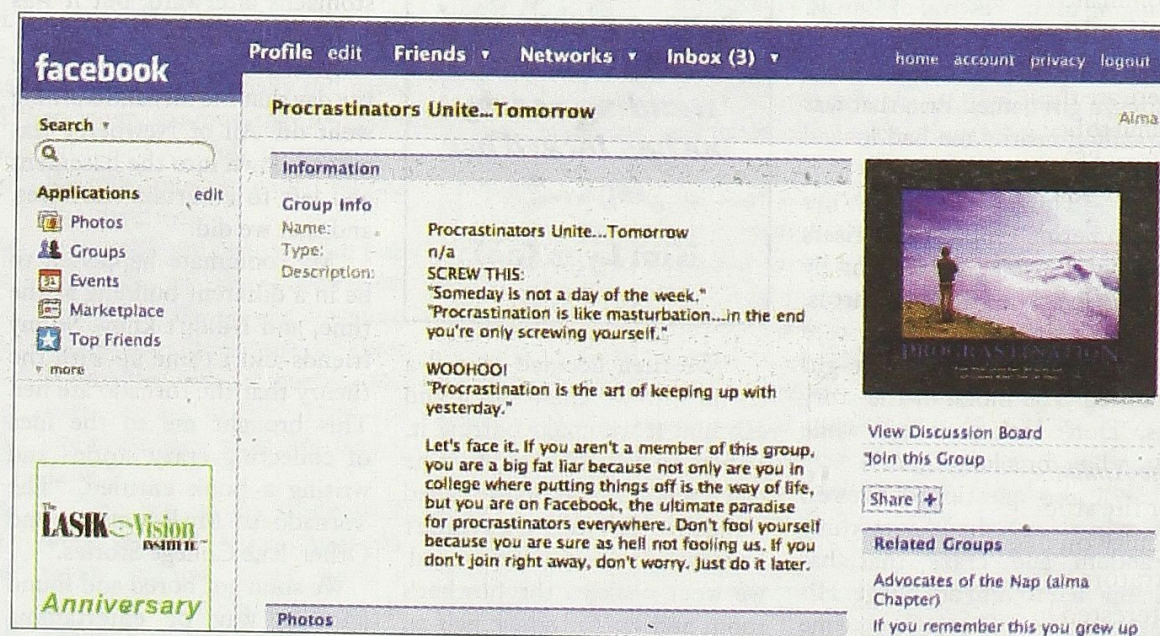 facebook
Profile edit Friends Networks Inbox (3)
home account privacy logout
Search
Applications edit
Photos
Groups
Events
Marketplace
Top Friends
more
The LASIK Vision INSTITUTE
Anniversary
Procrastinators Unite...Tomorrow
Alma
Information
Group Info
Name: Procrastinators Unite...Tomorrow
Type: n/a
Description: SCREW THIS:
"Someday is not a day of the week."
"Procrastination is like masturbation...in the end
you're only screwing yourself."
WOOHOO!
"Procrastination is the art of keeping up with
yesterday."
Let's face it. If you aren't a member of this group,
you are a big fat liar because not only are you in
college where putting things off is the way of life,
but you are on Facebook, the ultimate paradise
for procrastinators everywhere. Don't fool yourself
because you are sure as hell not fooling us. If you
don't join right away, don't worry. Just do it later.
Photos
PROCRASTINATION
View Discussion Board
Join this Group
Share +
Related Groups
Advocates of the Nap (alma
Chapter)
If you remember this you grew up